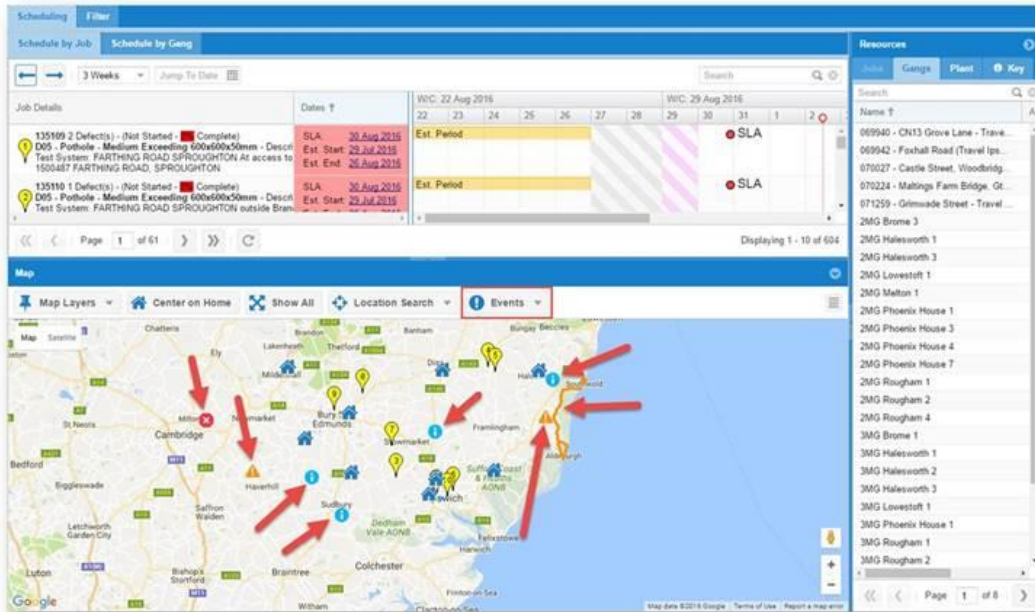 Scheduling Filter
Schedule by Job Schedule by Gang
3 Weeks Jump To Date Search
Job Details Dates
W/C: 22 Aug 2016 W/C: 29 Aug 2016
22 23 24 25 26 27 28 29 30 31 1 2
135109 2 Defect(s) - (Not Started - Complete)
D05 - Pothole - Medium Exceeding 600x600x50mm - Descri
Test System: FARTHING ROAD SPROUGHTON At access to
1500487 FARTHING ROAD, SPROUGHTON
SLA: 30 Aug 2016
Est. Start: 29 Jul 2016
Est. End: 26 Aug 2016
Est. Period
SLA
135110 1 Defect(s) - (Not Started - Complete)
D05 - Pothole - Medium Exceeding 600x600x50mm - Descri
Test System: FARTHING ROAD SPROUGHTON outside Bran
SLA: 30 Aug 2016
Est. Start: 29 Jul 2016
Est. Period
SLA
Page 1 of 61
Displaying 1 - 10 of 604
Map
Map Layers Center on Home Show All Location Search Events
Map Satellite
Chatteris
Brandon
Banham
Bungay Beccles
Ely
Lakenheath
Thetford
Diss
Southwold
St Neots
Newmarket
Bury St Edmunds
Stowmarket
Framlingham
Cambridge
Aldeburgh
Bedford
M11
Biggleswade
Haverhill
Suffolk Coast
& Heaths
AONB
Saffron
Walden
Sudbury
Letchworth
Garden City
Dedham
Vale AONB
Felixstowe
Harwich
Luton
Bishop's
Stortford
Braintree
Colchester
Frinton-on-Sea
Witham
Clacton-on-Sea
Google
Map data ©2016 Google Terms of Use Report a map error
Resources
Jobs Gangs Plant Key
Search
Name
069940 - CN13 Grove Lane - Trave...
069942 - Foxhall Road (Travel Ips...
070027 - Castle Street, Woodbridg...
070224 - Maltings Farm Bridge, Gt...
071259 - Grimwade Street - Travel ...
2MG Brome 3
2MG Halesworth 1
2MG Halesworth 3
2MG Lowestoft 1
2MG Melton 1
2MG Phoenix House 1
2MG Phoenix House 3
2MG Phoenix House 4
2MG Phoenix House 7
2MG Rougham 1
2MG Rougham 2
2MG Rougham 4
3MG Brome 1
3MG Halesworth 1
3MG Halesworth 2
3MG Halesworth 3
3MG Lowestoft 1
3MG Phoenix House 1
3MG Rougham 1
3MG Rougham 2
Page 1 of 8